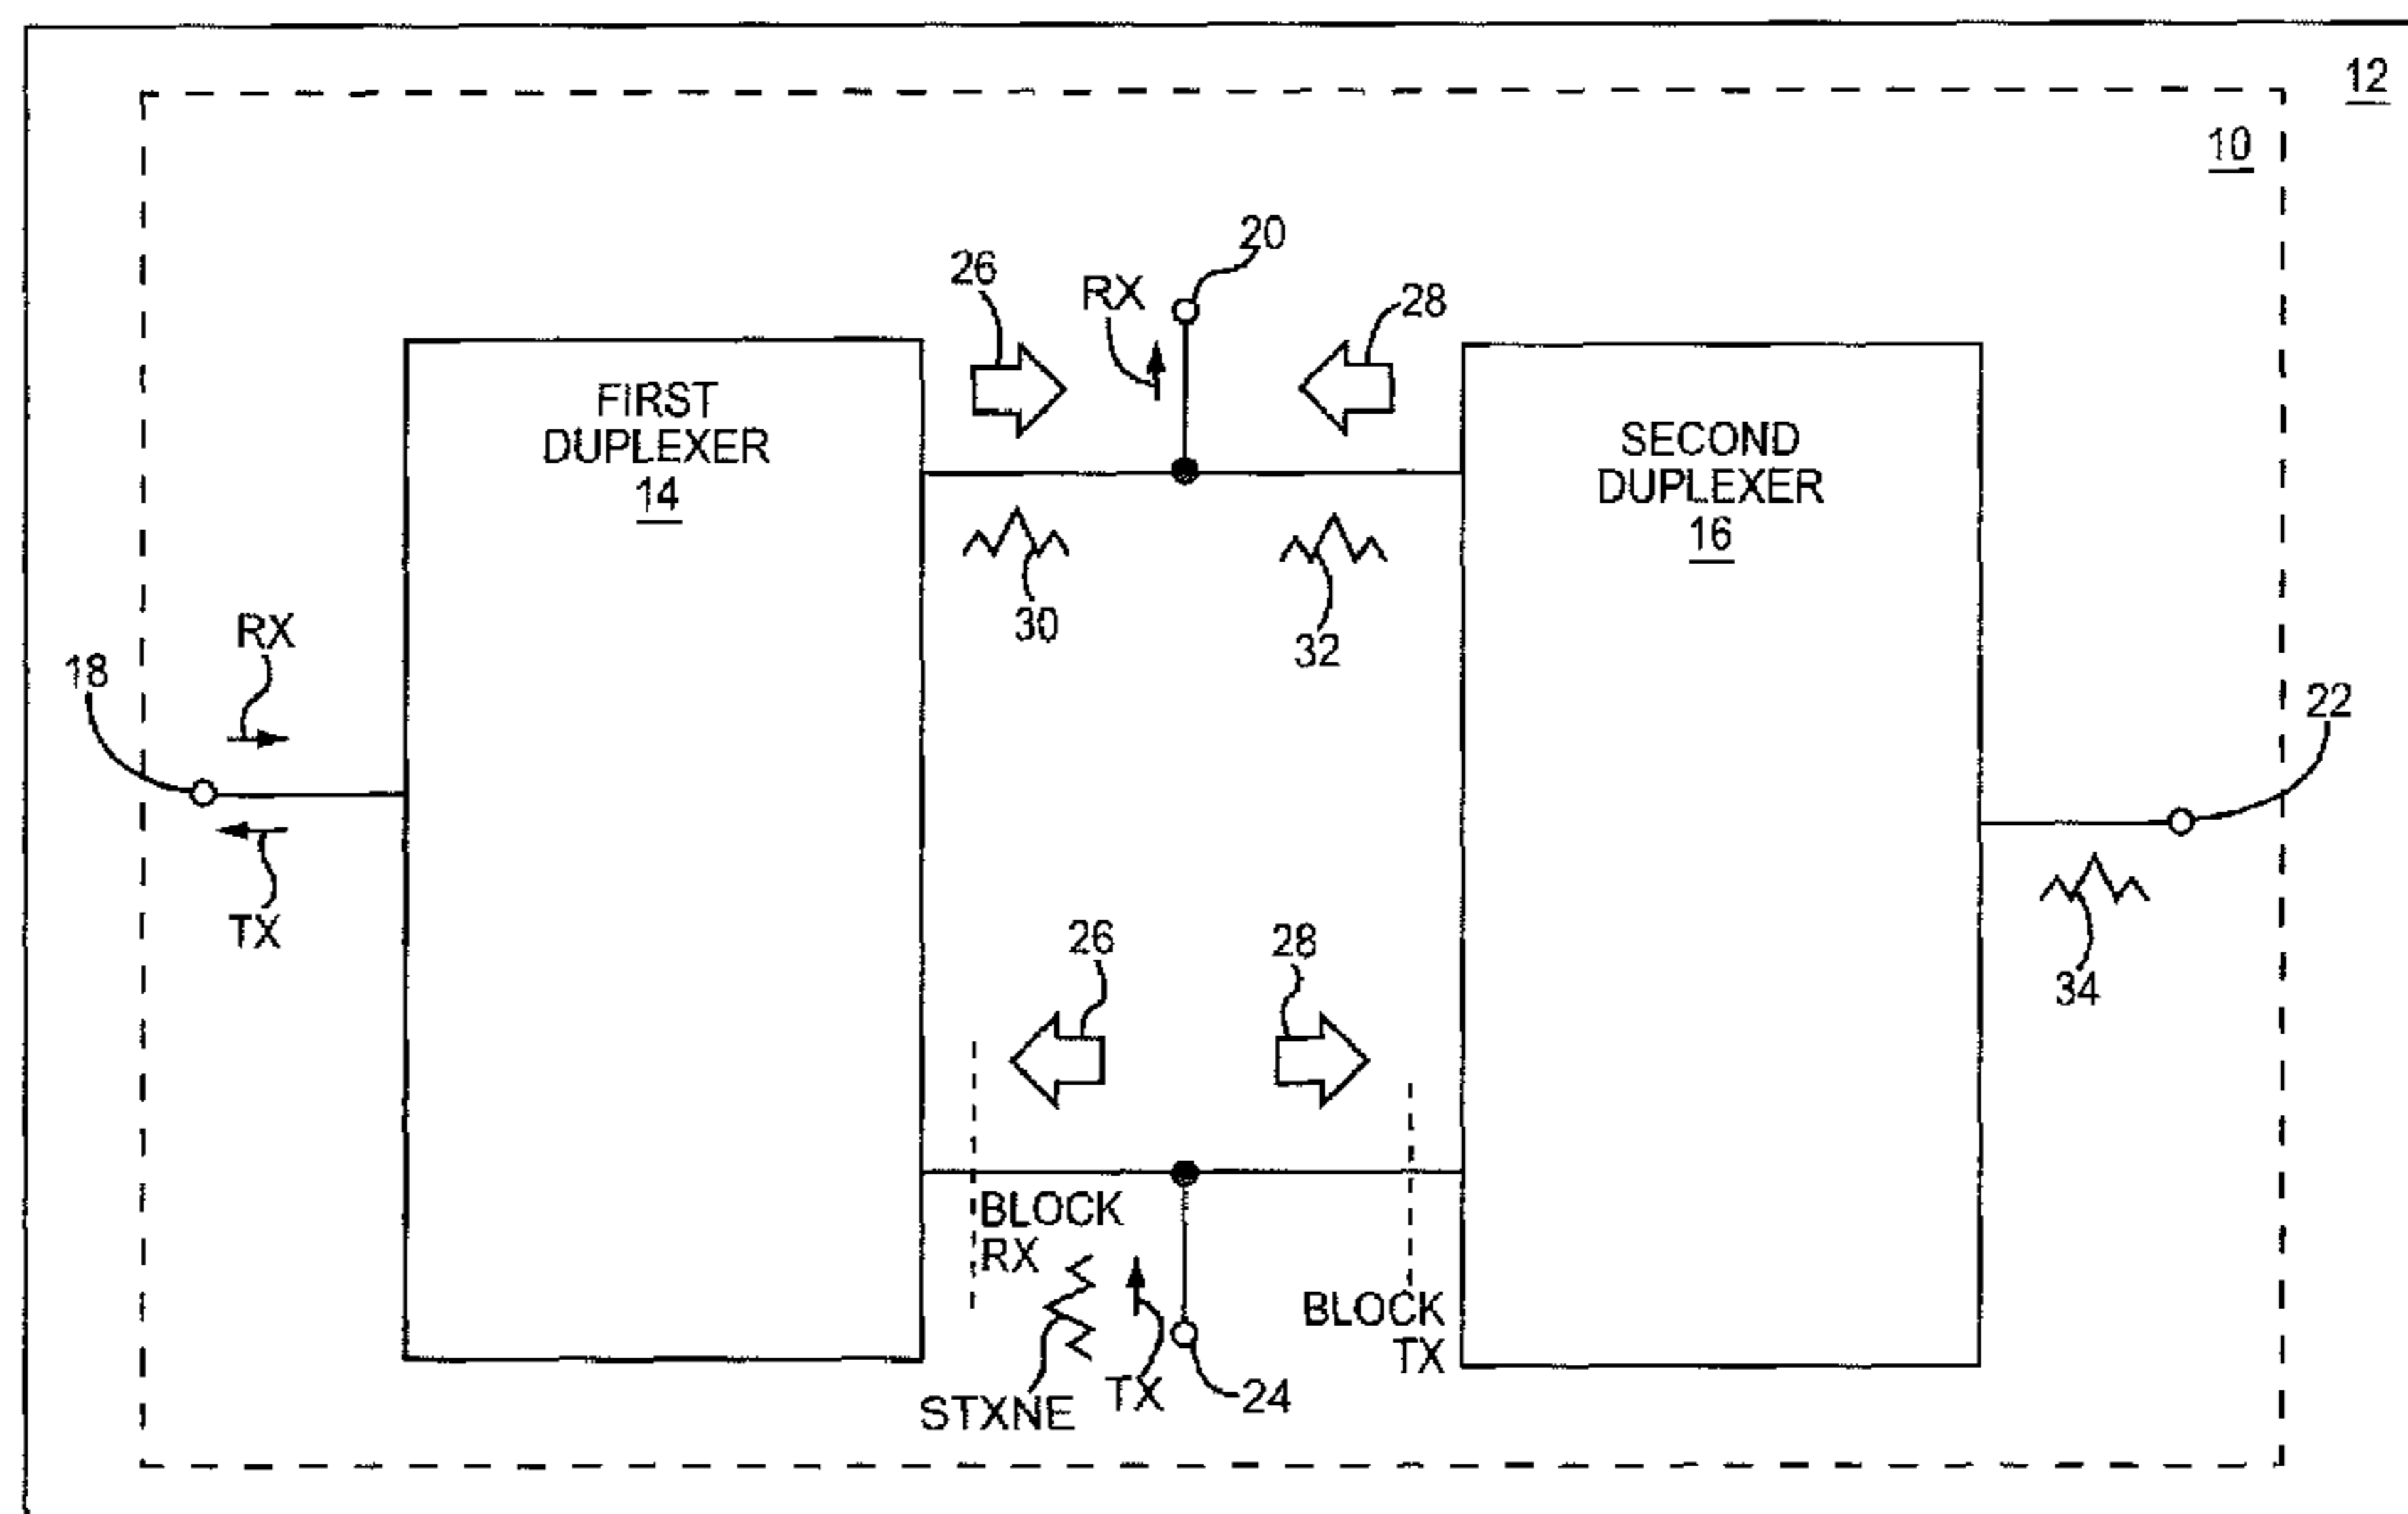 12
10
20
26
RX
28
FIRST
DUPLEXER
14
SECOND
DUPLEXER
16
30
32
RX
18
22
TX
26
28
34
BLOCK
RX
BLOCK
TX
STXNE
TX
24